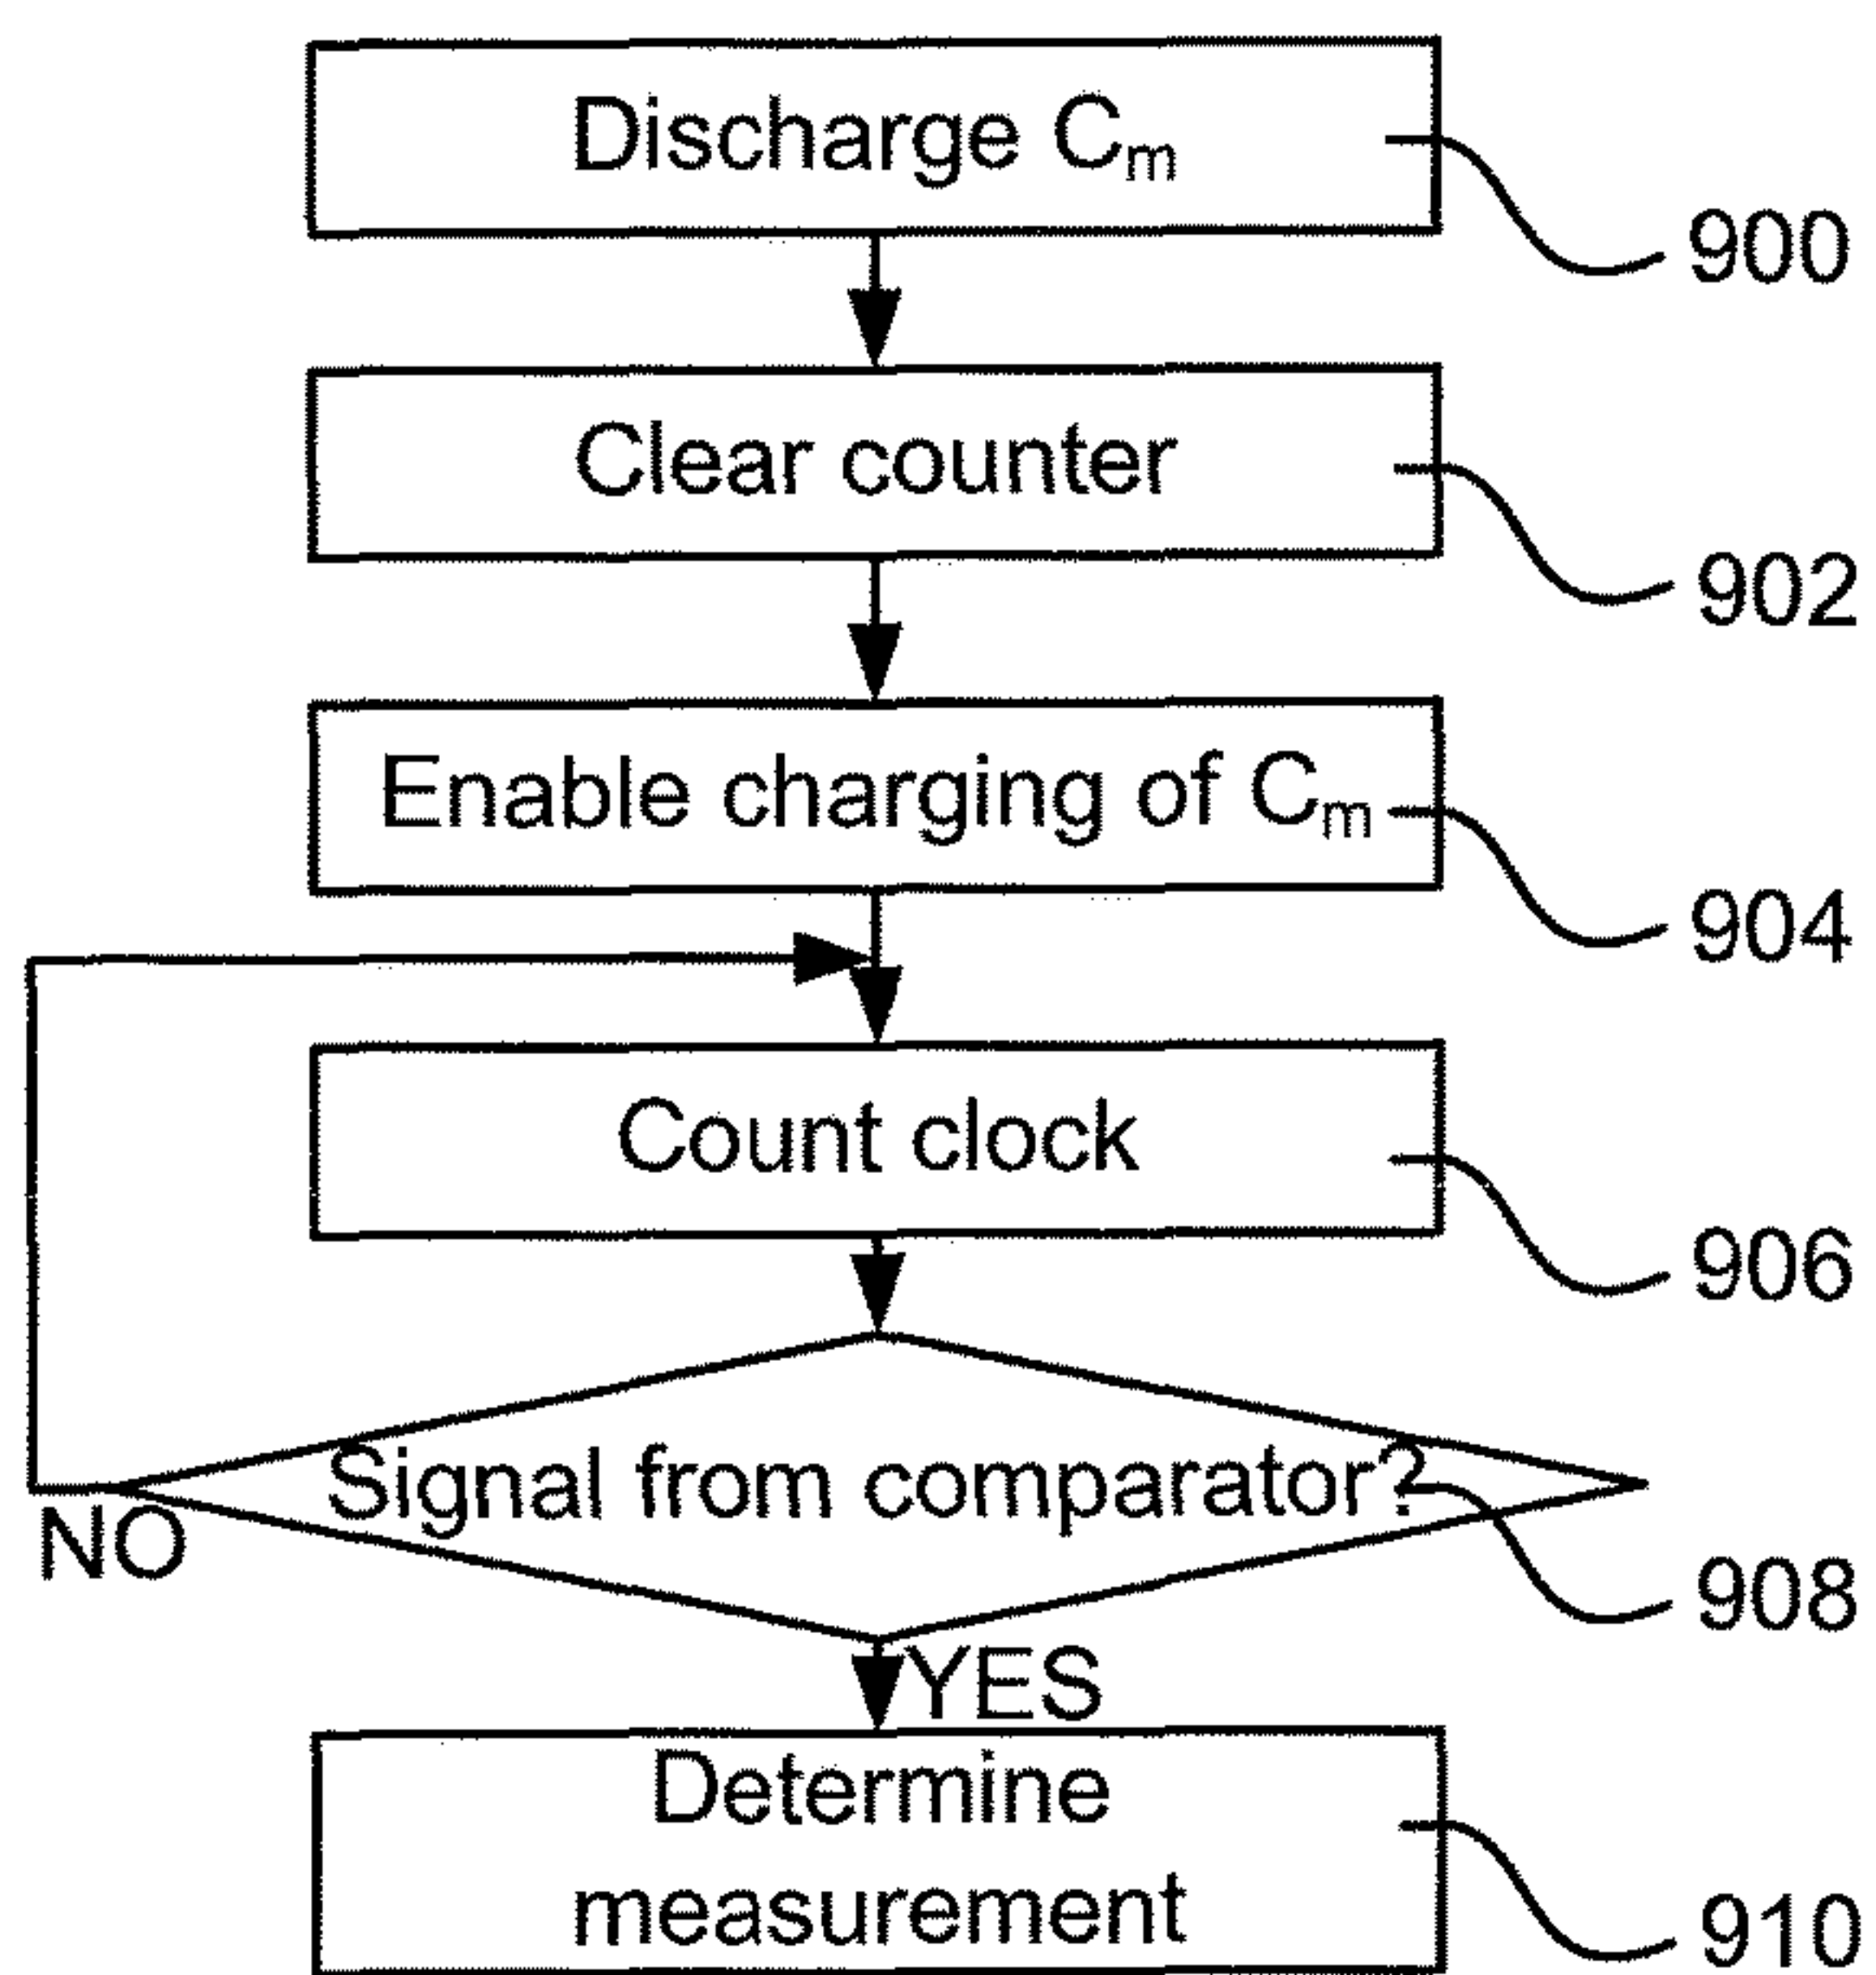 Discharge Cm
900
Clear counter
902
Enable charging of Cm
904
Count clock
906
Signal from comparator?
NO
908
YES
Determine
measurement
910